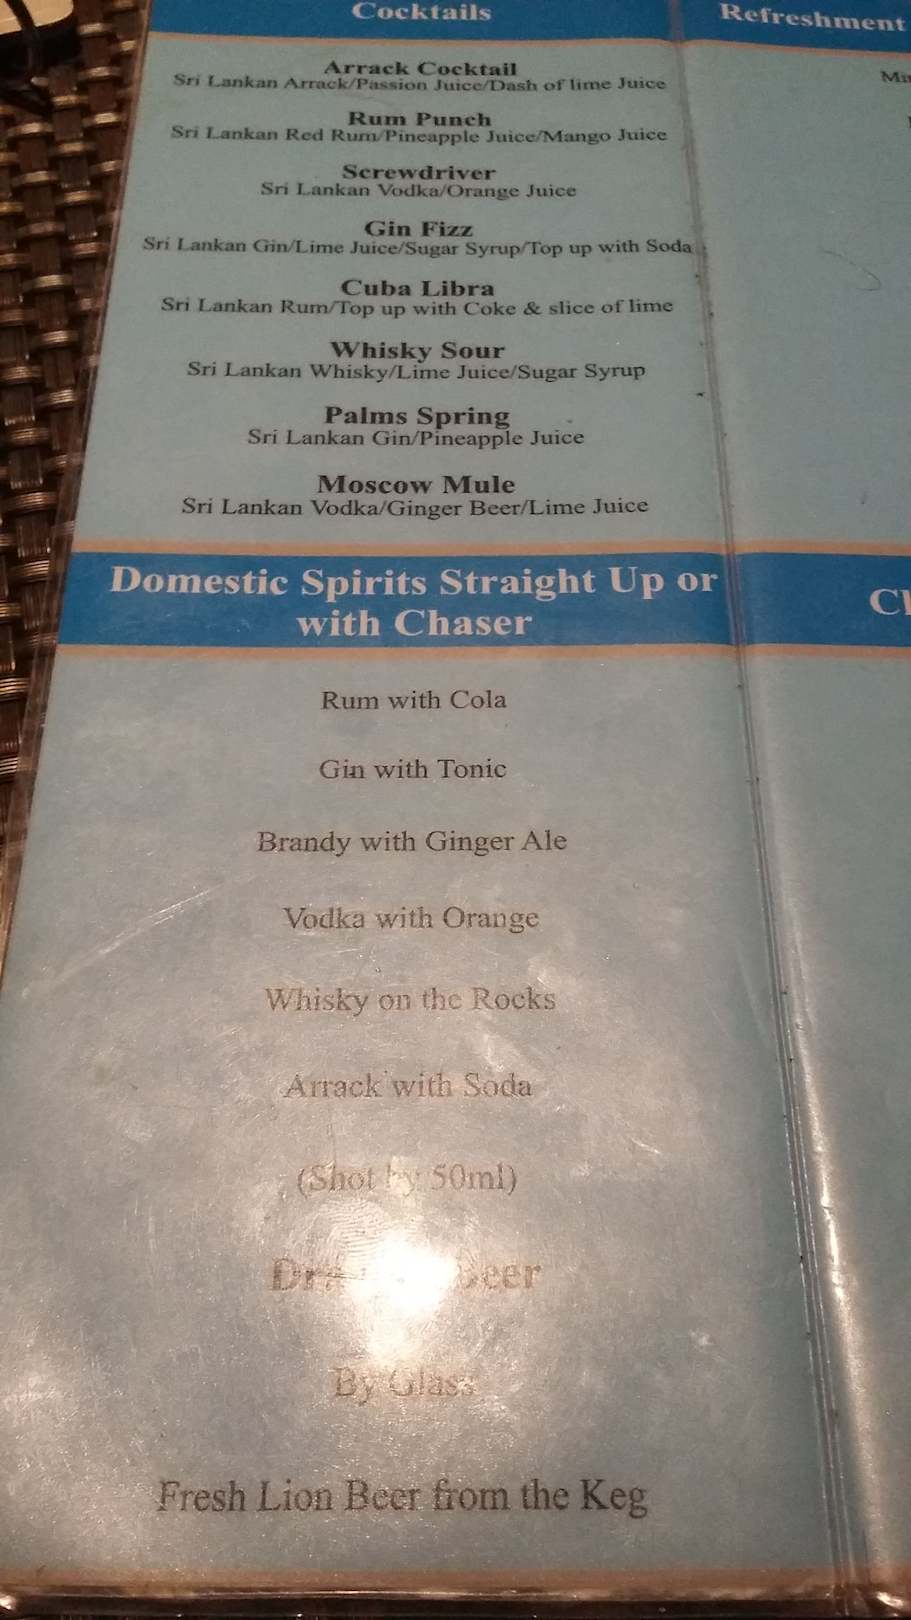 Cocktails
Arrack Cocktail
Sri Lankan Arrack/Passion Juice/Dash of lime Juice
Rum Punch
Sri Lankan Red Rum/Pineapple Juice/Mango Juice
Screwdriver
Sri Lankan Vodka/Orange Juice
Gin Fizz
Sri Lankan Gin/Lime Juice/Sugar Syrup/Top up with Soda
Cuba Libra
Sri Lankan Rum/Top up with Coke & slice of lime
Whisky Sour
Sri Lankan Whisky/Lime Juice/Sugar Syrup
Palms Spring
Sri Lankan Gin/Pineapple Juice
Moscow Mule
Sri Lankan Vodka/Ginger Beer/Lime Juice
Domestic Spirits Straight Up or
with Chaser
Rum with Cola
Gin with Tonic
Brandy with Ginger Ale
Vodka with Orange
Whisky on the Rocks
Arrack with Soda
(Shot by 50ml)
Beer
By Glass
Fresh Lion Beer from the Keg
Refreshment